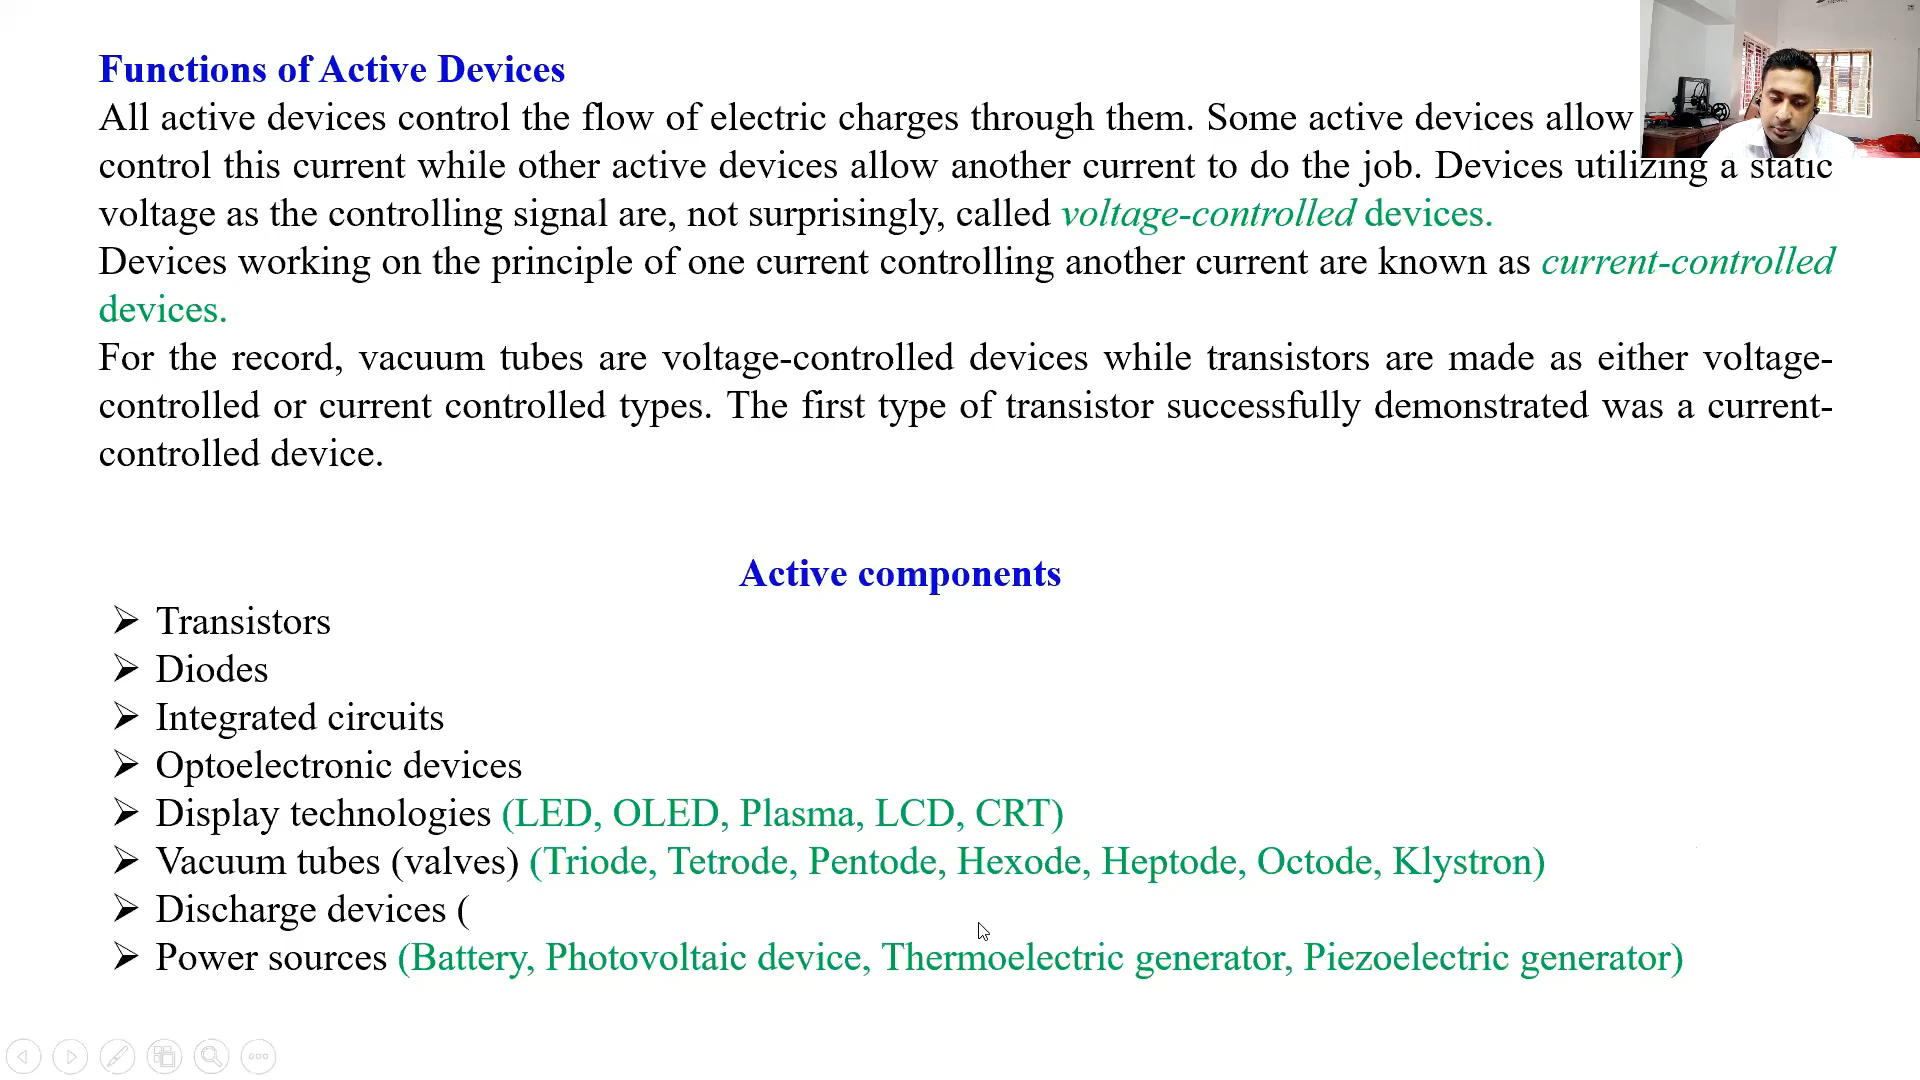 Functions of Active Devices
All active devices control the flow of electric charges through them. Some active devices allow
control this current while other active devices allow another current to do the job. Devices utilizing a static
voltage as the controlling signal are, not surprisingly, called voltage-controlled devices.
Devices working on the principle of one current controlling another current are known as current-controlled
devices.
For the record, vacuum tubes are voltage-controlled devices while transistors are made as either voltage-
controlled or current controlled types. The first type of transistor successfully demonstrated was a current-
controlled device.
Active components
➢ Transistors
➢ Diodes
➢ Integrated circuits
➢ Optoelectronic devices
➢ Display technologies (LED, OLED, Plasma, LCD, CRT)
➢ Vacuum tubes (valves) (Triode, Tetrode, Pentode, Hexode, Heptode, Octode, Klystron)
➢ Discharge devices (
➢ Power sources (Battery, Photovoltaic device, Thermoelectric generator, Piezoelectric generator)